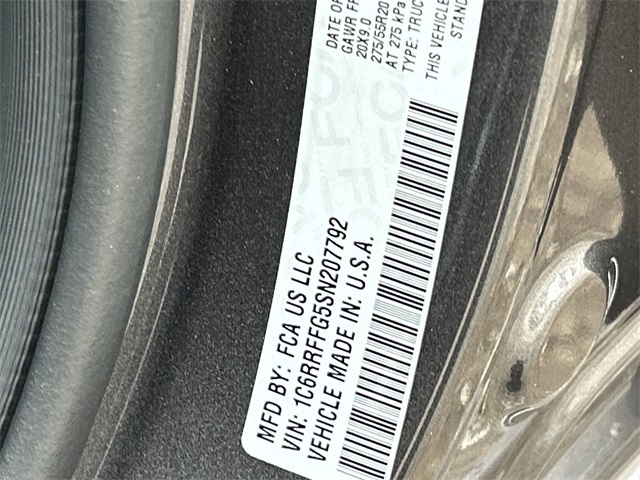 MFD BY: FCA US LLC
VIN: 1C6RRFFG5SN207792
VEHICLE MADE IN: U.S.A.
DATE OF
GAWR FR
20X9.0
275/55R20
AT 275 kPa
TYPE: TRUC
THIS VEHICLE
STAND